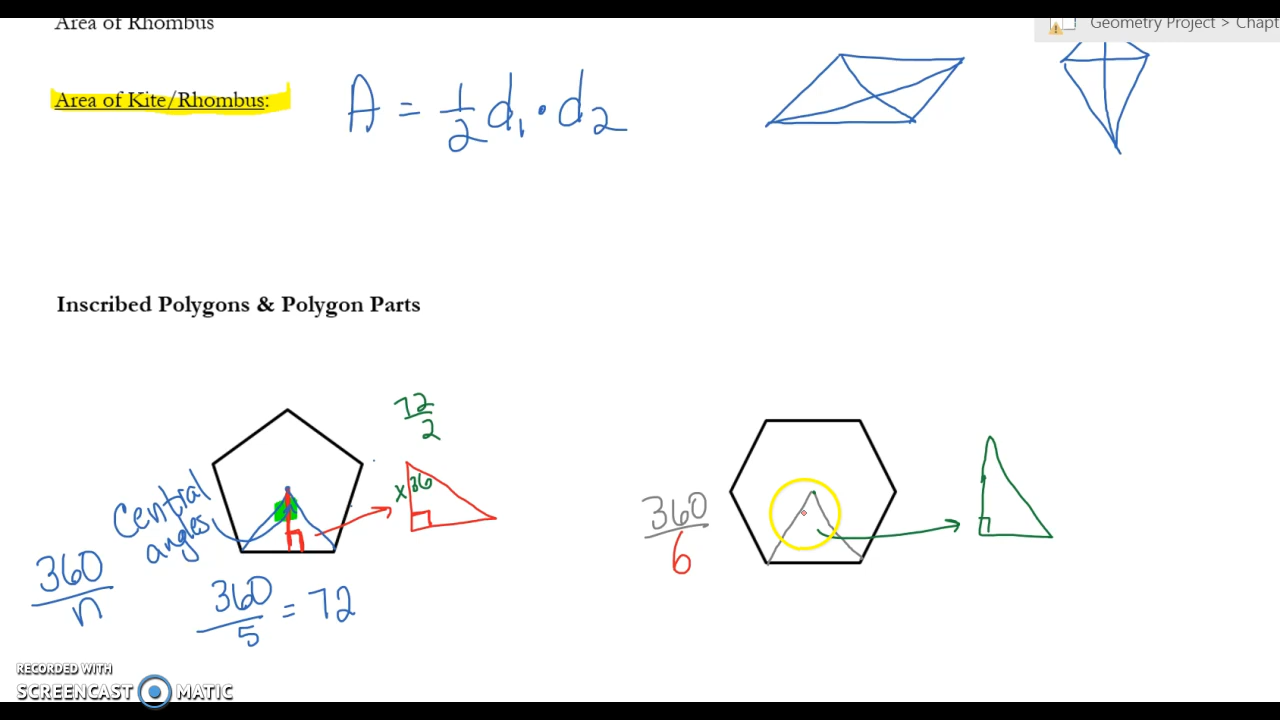 Area of Rhombus
Geometry Project > Chapt
Area of Kite/Rhombus:
A = 1/2 d1 · d2
Inscribed Polygons & Polygon Parts
72/2
x 36
Central
angles
360/n
360/5 = 72
360/6
RECORDED WITH
SCREENCAST MATIC